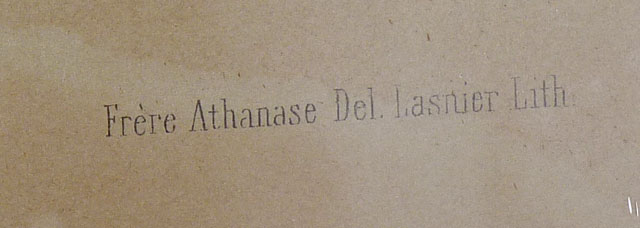 Frère Athanase Del. Lasnier Lith.